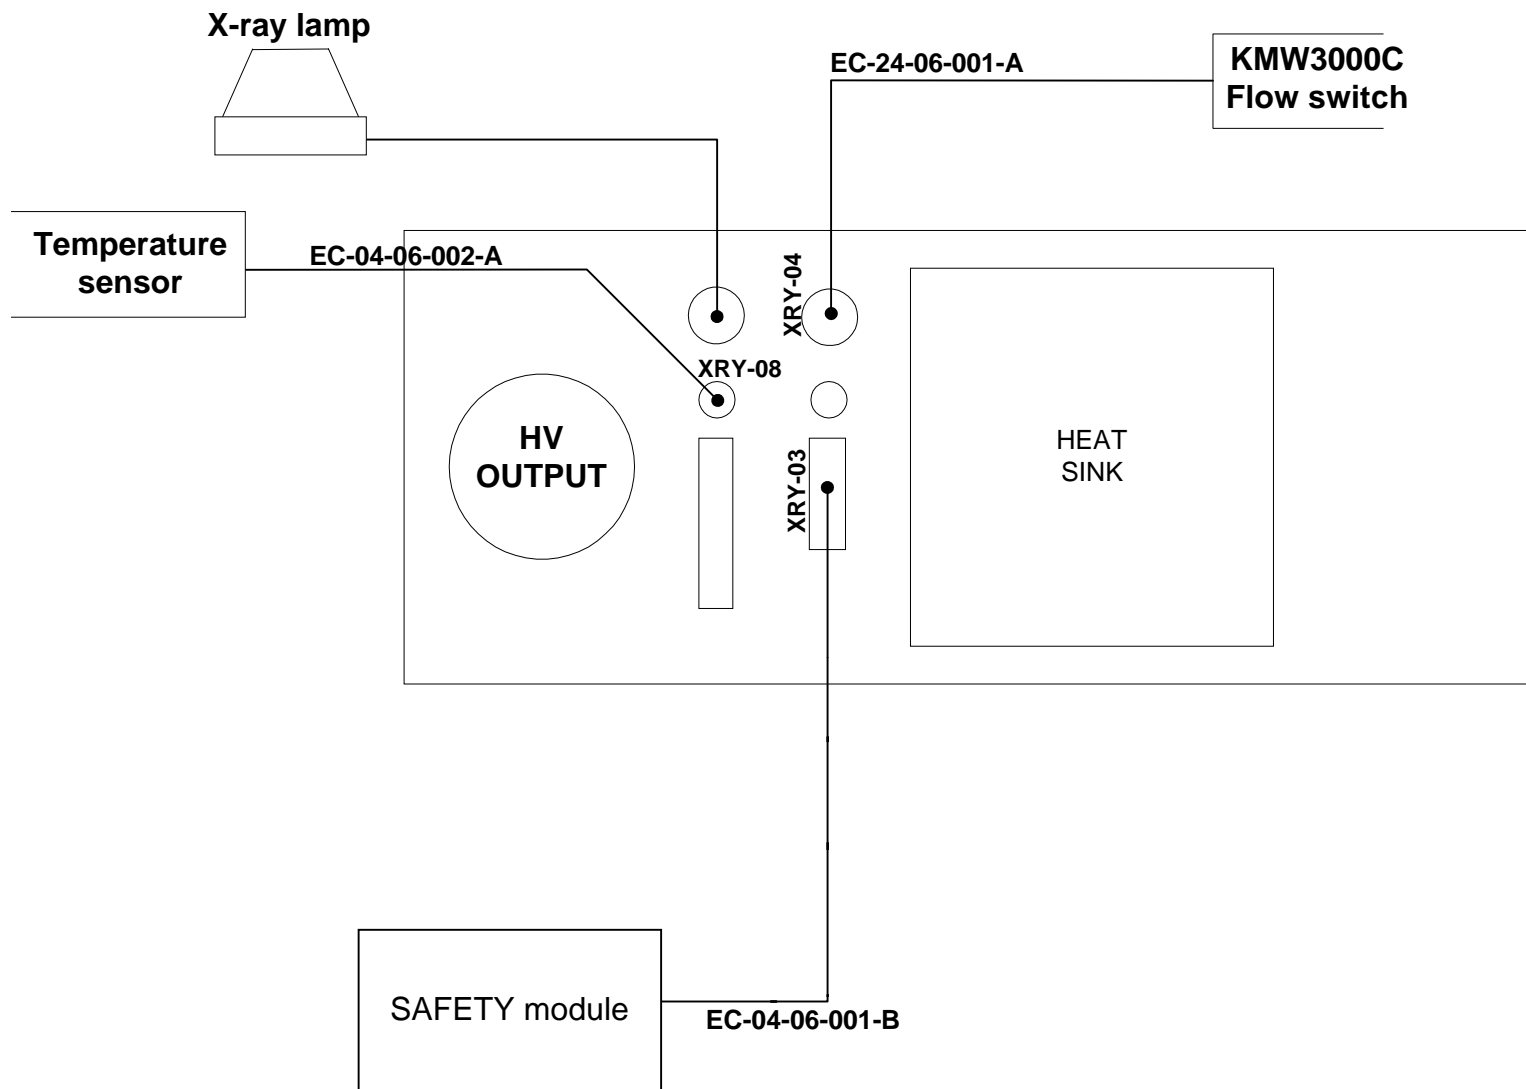 X-ray lamp
EC-24-06-001-A
KMW3000C
Flow switch
Temperature
sensor
EC-04-06-002-A
XRY-04
XRY-08
HV
OUTPUT
XRY-03
HEAT
SINK
SAFETY module
EC-04-06-001-B